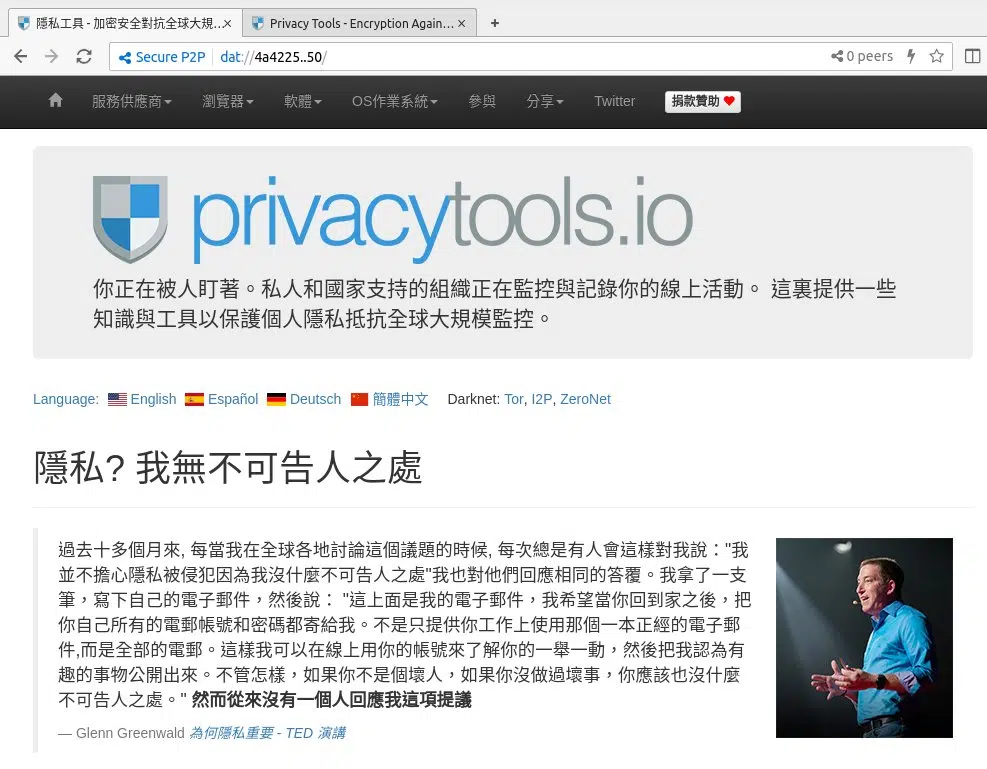 隱私工具 - 加密安全對抗全球大規…
Privacy Tools - Encryption Again…
Secure P2P dat://4a4225..50/ 0 peers
服務供應商 瀏覽器 軟體 OS作業系統 參與 分享 Twitter 捐款贊助
privacytools.io
你正在被人盯著。私人和國家支持的組織正在監控與記錄你的線上活動。 這裏提供一些
知識與工具以保護個人隱私抵抗全球大規模監控。
Language: English Español Deutsch 簡體中文 Darknet: Tor, I2P, ZeroNet
隱私? 我無不可告人之處
過去十多個月來, 每當我在全球各地討論這個議題的時候, 每次總是有人會這樣對我說："我
並不擔心隱私被侵犯因為我沒什麼不可告人之處"我也對他們回應相同的答覆。我拿了一支
筆，寫下自己的電子郵件，然後說： "這上面是我的電子郵件，我希望當你回到家之後，把
你自己所有的電郵帳號和密碼都寄給我。不是只提供你工作上使用那個一本正經的電子郵
件,而是全部的電郵。這樣我可以在線上用你的帳號來了解你的一舉一動，然後把我認為有
趣的事物公開出來。不管怎樣，如果你不是個壞人，如果你沒做過壞事，你應該也沒什麼
不可告人之處。" 然而從來沒有一個人回應我這項提議
— Glenn Greenwald 為何隱私重要 - TED 演講